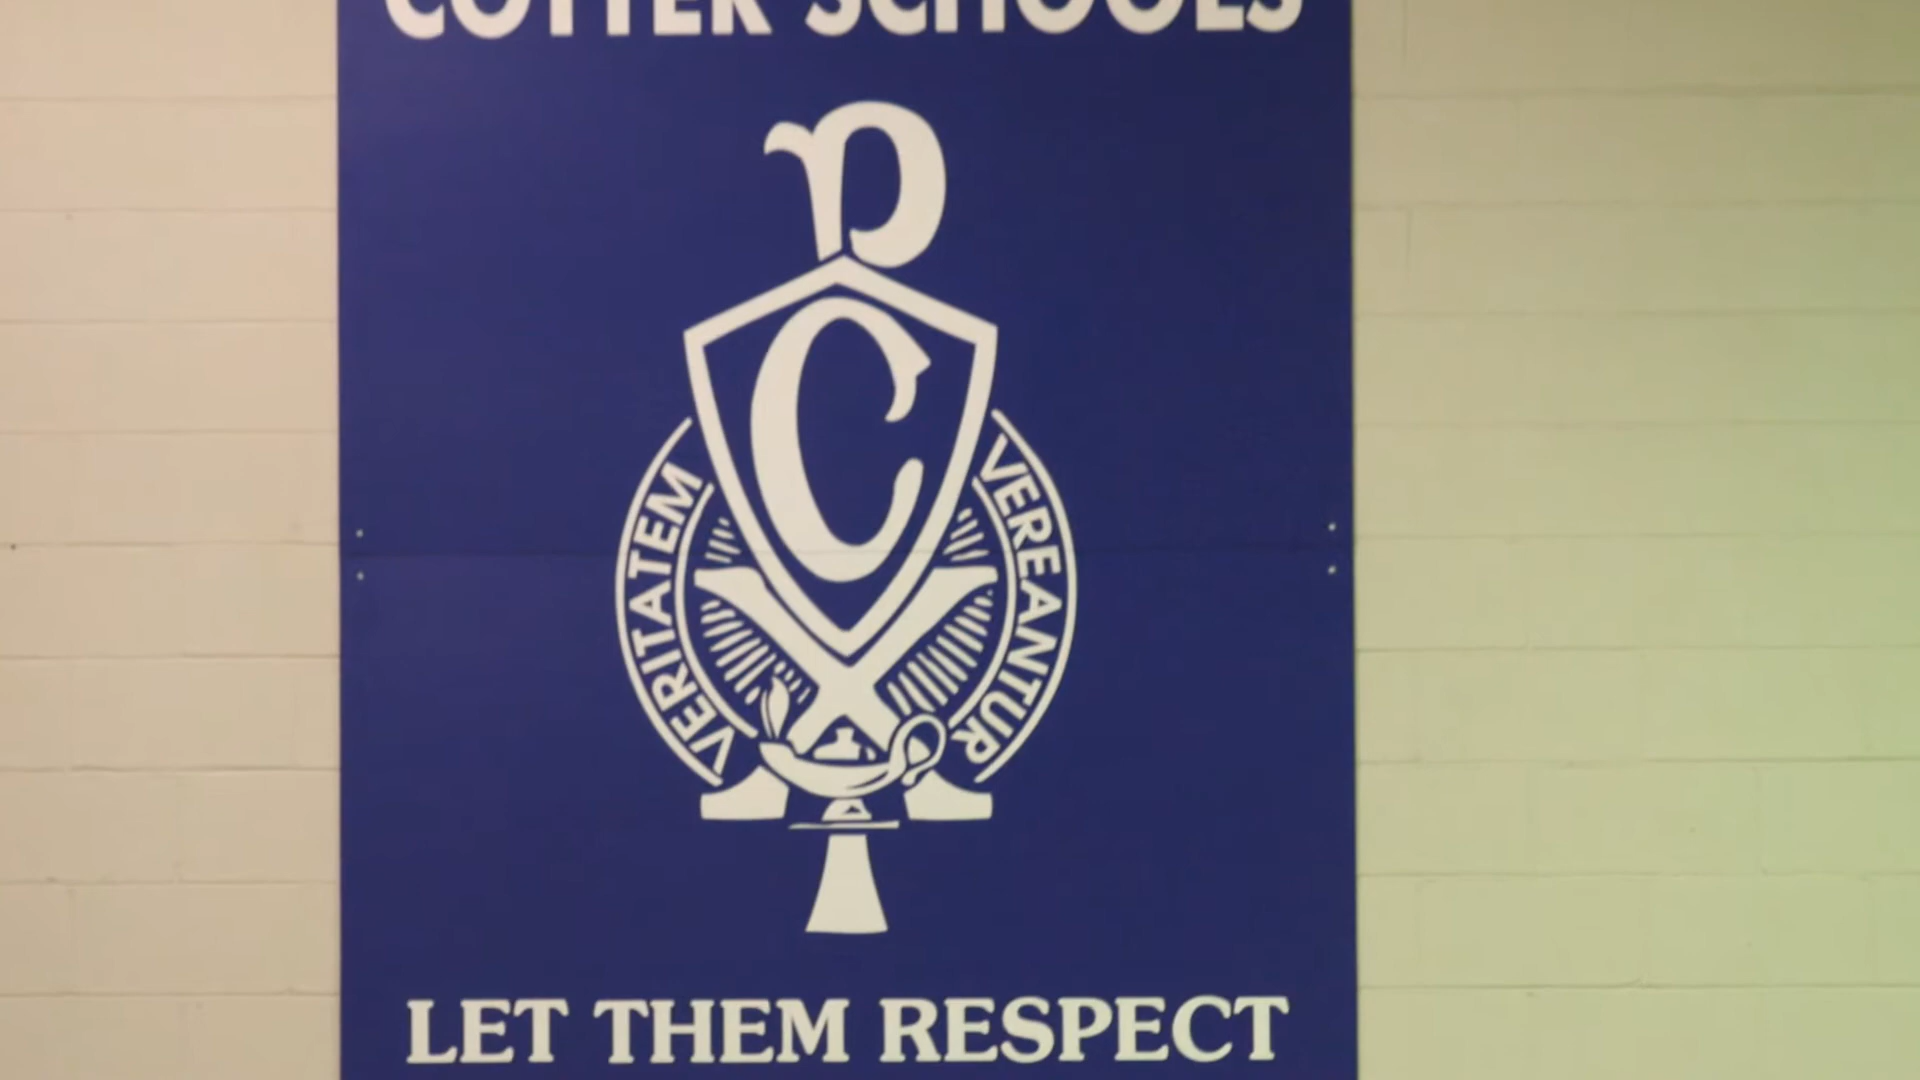 COTTER SCHOOLS
P
C
VERITATEM
VEREANTUR
LET THEM RESPECT